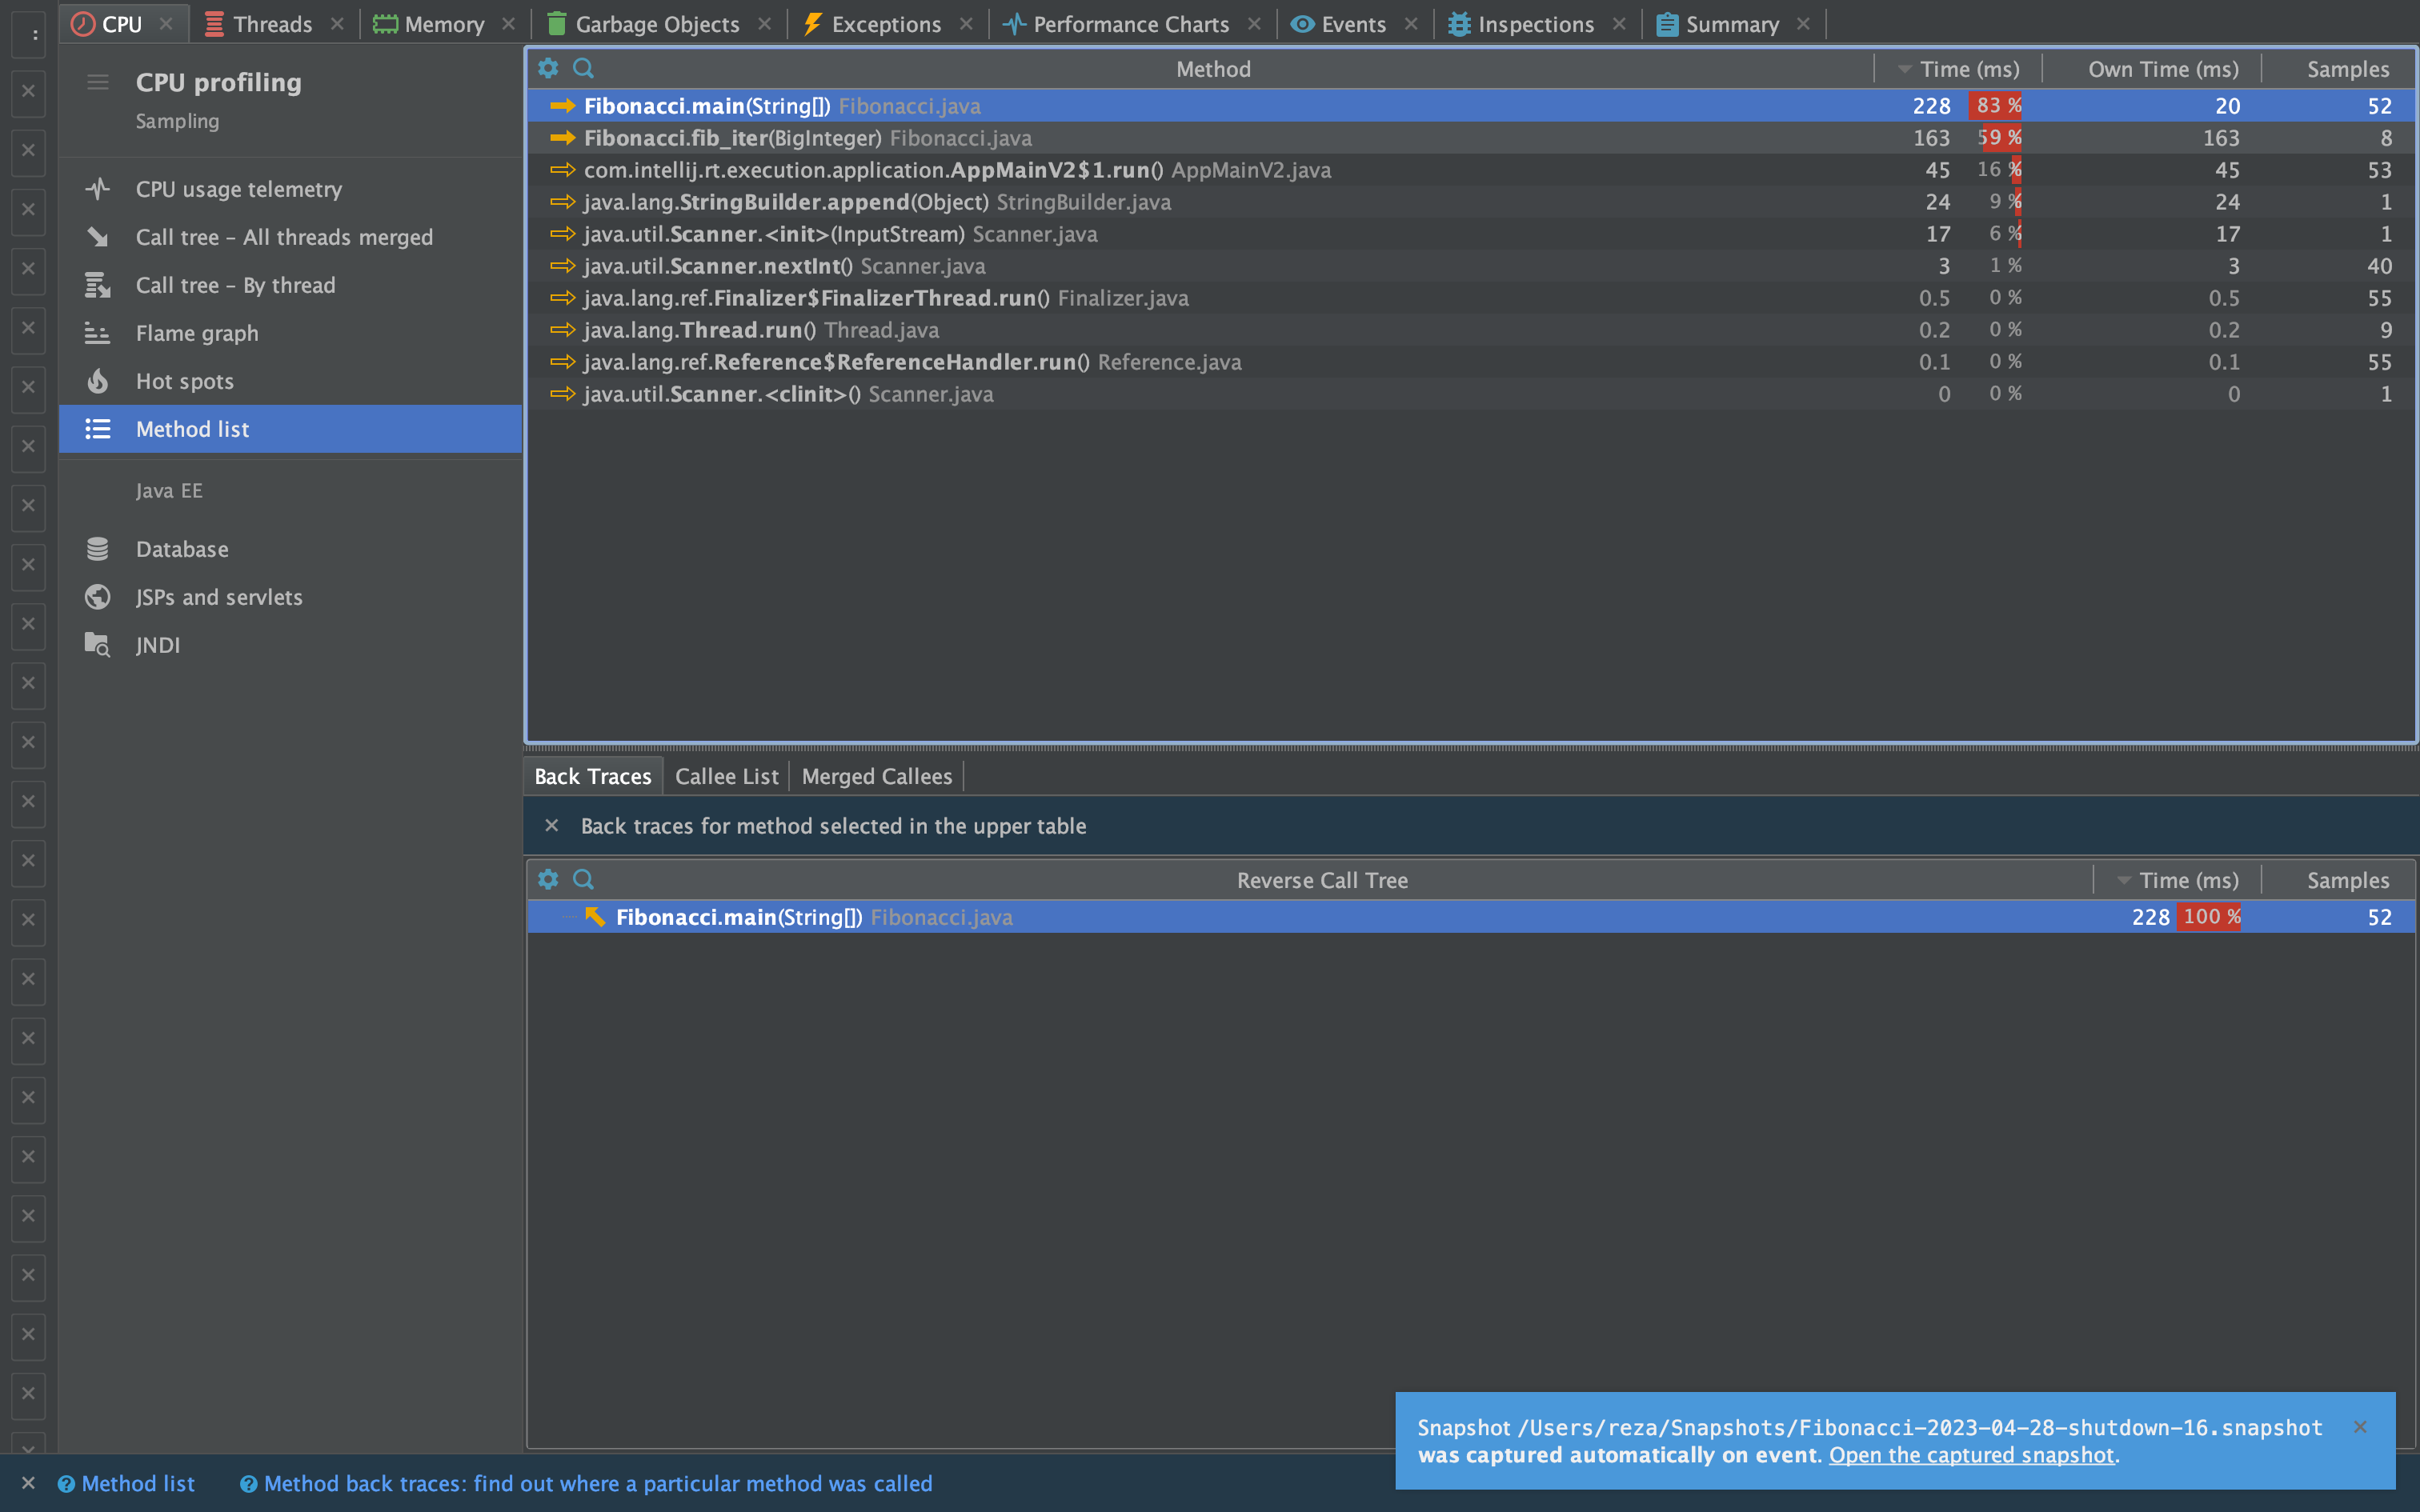 CPU Threads Memory Garbage Objects Exceptions Performance Charts Events Inspections Summary
CPU profiling
Sampling
CPU usage telemetry
Call tree – All threads merged
Call tree – By thread
Flame graph
Hot spots
Method list
Java EE
Database
JSPs and servlets
JNDI
Method Time (ms) Own Time (ms) Samples
Fibonacci.main(String[]) Fibonacci.java 228 83 % 20 52
Fibonacci.fib_iter(BigInteger) Fibonacci.java 163 59 % 163 8
com.intellij.rt.execution.application.AppMainV2$1.run() AppMainV2.java 45 16 % 45 53
java.lang.StringBuilder.append(Object) StringBuilder.java 24 9 % 24 1
java.util.Scanner.<init>(InputStream) Scanner.java 17 6 % 17 1
java.util.Scanner.nextInt() Scanner.java 3 1 % 3 40
java.lang.ref.Finalizer$FinalizerThread.run() Finalizer.java 0.5 0 % 0.5 55
java.lang.Thread.run() Thread.java 0.2 0 % 0.2 9
java.lang.ref.Reference$ReferenceHandler.run() Reference.java 0.1 0 % 0.1 55
java.util.Scanner.<clinit>() Scanner.java 0 0 % 0 1
Back Traces Callee List Merged Callees
Back traces for method selected in the upper table
Reverse Call Tree Time (ms) Samples
Fibonacci.main(String[]) Fibonacci.java 228 100 % 52
Snapshot /Users/reza/Snapshots/Fibonacci-2023-04-28-shutdown-16.snapshot
was captured automatically on event. Open the captured snapshot.
Method list Method back traces: find out where a particular method was called